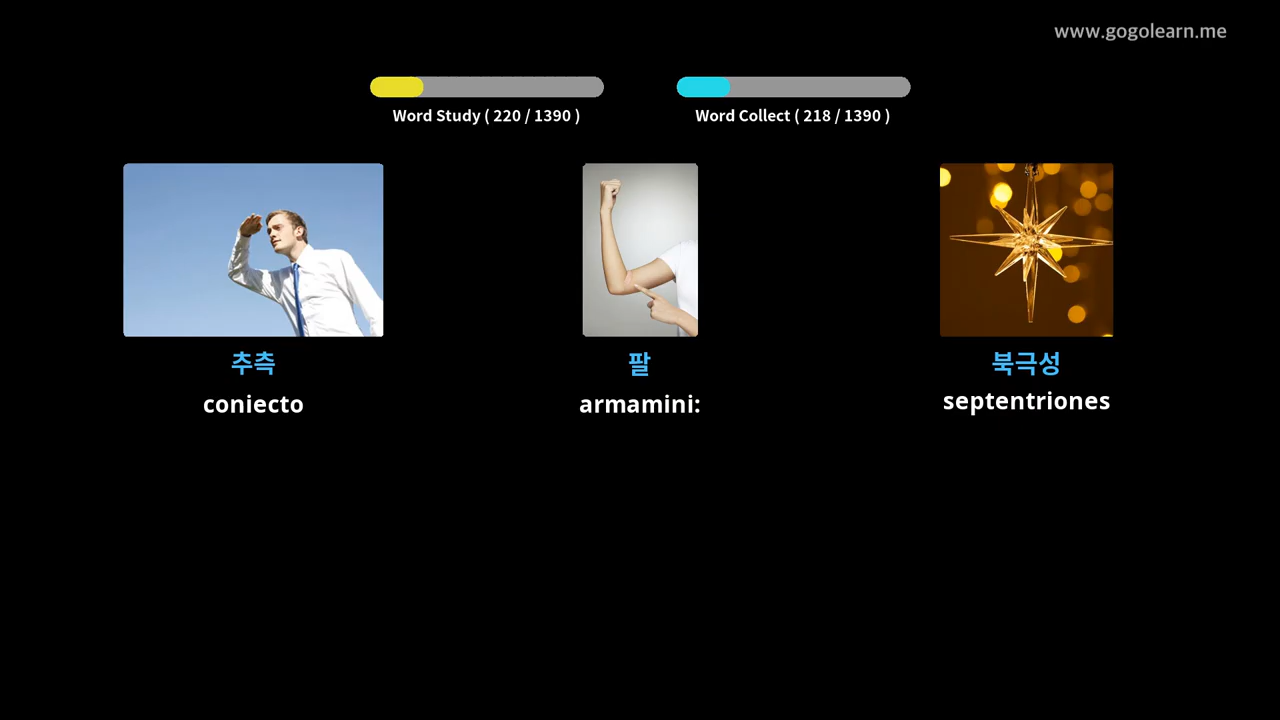 www.gogolearn.me
Word Study ( 220 / 1390 )
Word Collect ( 218 / 1390 )
추측
팔
북극성
coniecto
armamini:
septentriones